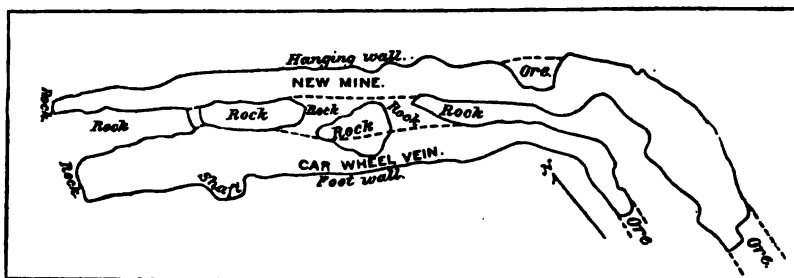 Hanging wall.
Ore.
NEW MINE.
Rock.
Rock
Rock
Rock
Rock
Rock
Rock
Rock
CAR WHEEL VEIN.
Foot wall.
Shaft
Rock
Ore
Ore.